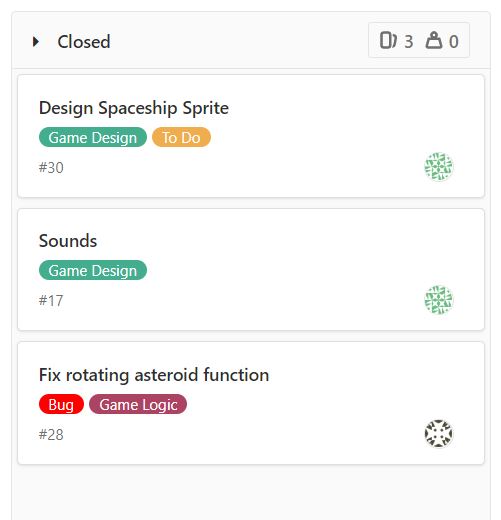 Closed 3 0
Design Spaceship Sprite
Game Design To Do
#30
Sounds
Game Design
#17
Fix rotating asteroid function
Bug Game Logic
#28